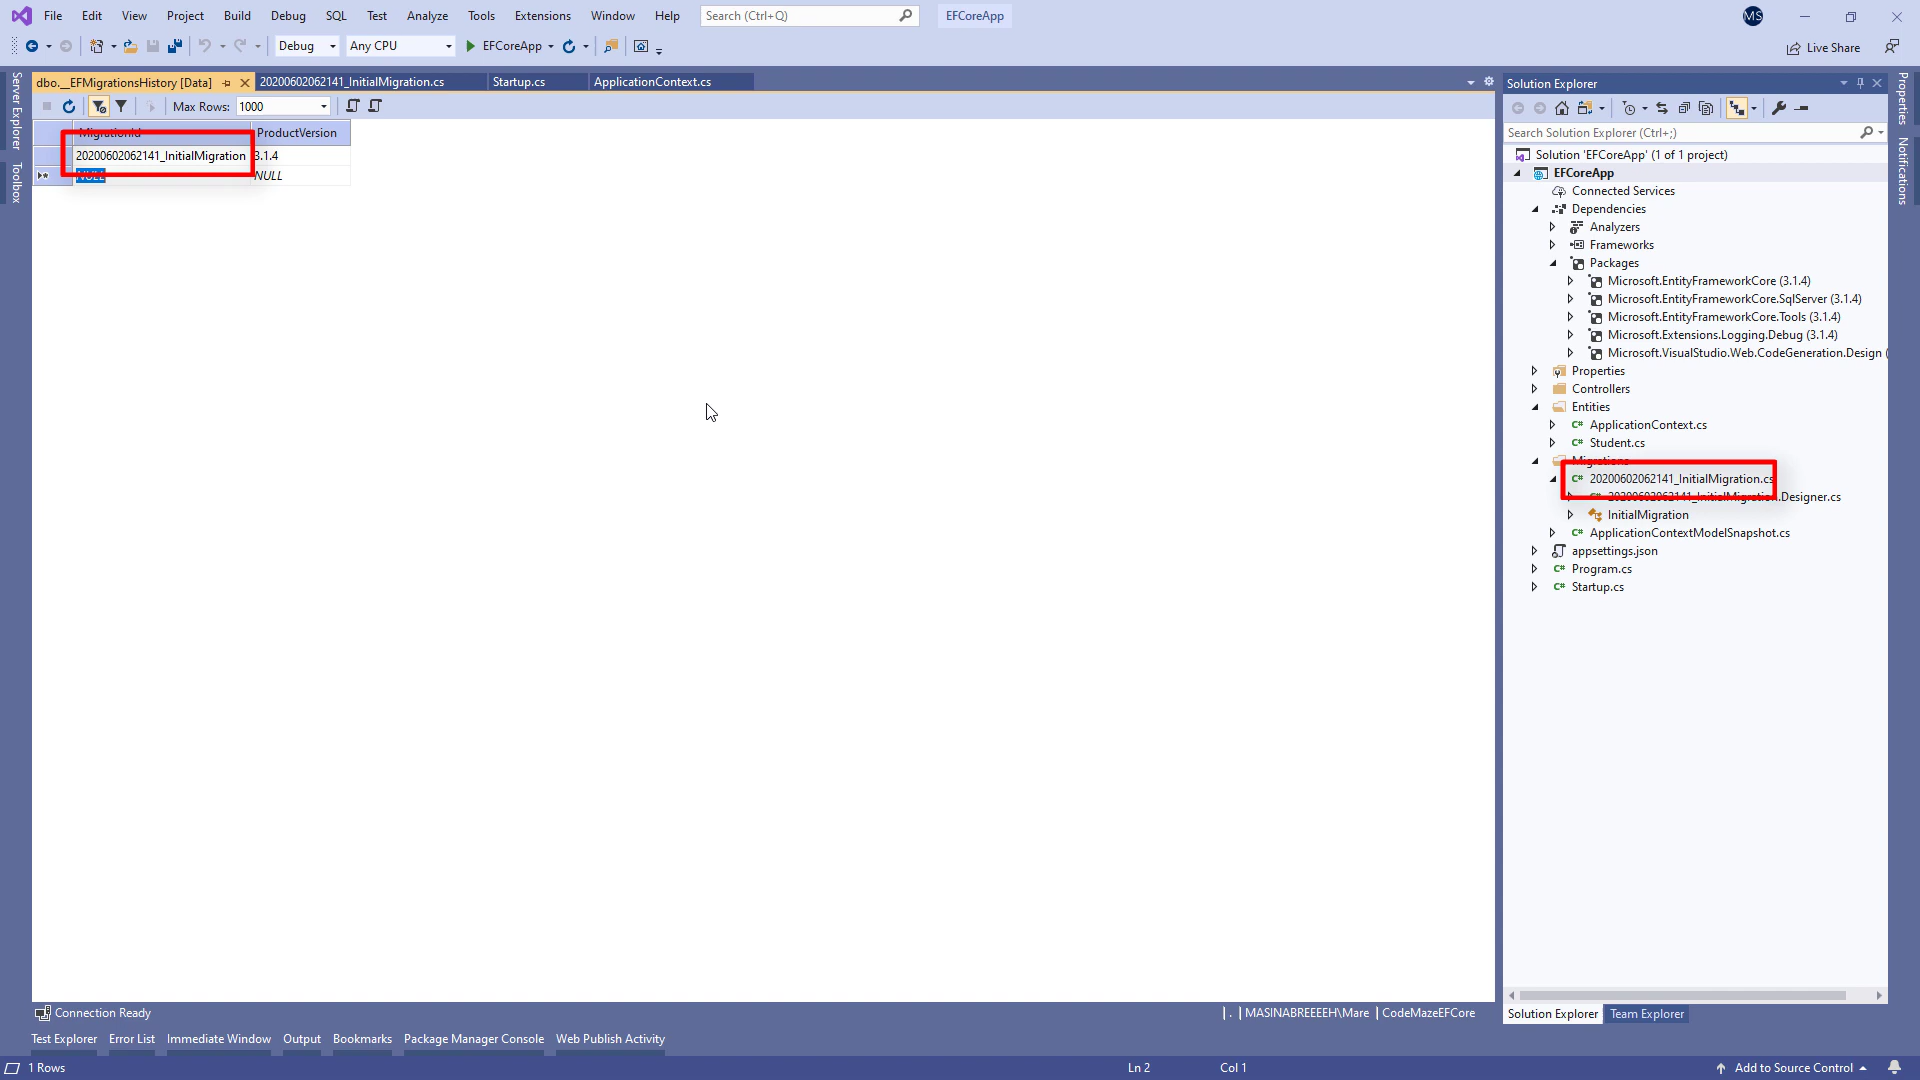 File Edit View Project Build Debug SQL Test Analyze Tools Extensions Window Help Search (Ctrl+Q) EFCoreApp MS
Debug Any CPU EFCoreApp Live Share
Server Explorer
Toolbox
dbo.__EFMigrationsHistory [Data] 20200602062141_InitialMigration.cs Startup.cs ApplicationContext.cs
Max Rows: 1000
MigrationId ProductVersion
20200602062141_InitialMigration 3.1.4
NULL NULL
Connection Ready | . | MASINABREEEEH\Mare | CodeMazeEFCore
Solution Explorer
Search Solution Explorer (Ctrl+;)
Solution 'EFCoreApp' (1 of 1 project)
EFCoreApp
Connected Services
Dependencies
Analyzers
Frameworks
Packages
Microsoft.EntityFrameworkCore (3.1.4)
Microsoft.EntityFrameworkCore.SqlServer (3.1.4)
Microsoft.EntityFrameworkCore.Tools (3.1.4)
Microsoft.Extensions.Logging.Debug (3.1.4)
Microsoft.VisualStudio.Web.CodeGeneration.Design (
Properties
Controllers
Entities
C# ApplicationContext.cs
C# Student.cs
Migrations
C# 20200602062141_InitialMigration.cs
C# 20200602062141_InitialMigration.Designer.cs
InitialMigration
C# ApplicationContextModelSnapshot.cs
appsettings.json
C# Program.cs
C# Startup.cs
Solution Explorer Team Explorer
Properties
Notifications
Test Explorer Error List Immediate Window Output Bookmarks Package Manager Console Web Publish Activity
1 Rows Ln 2 Col 1 Add to Source Control